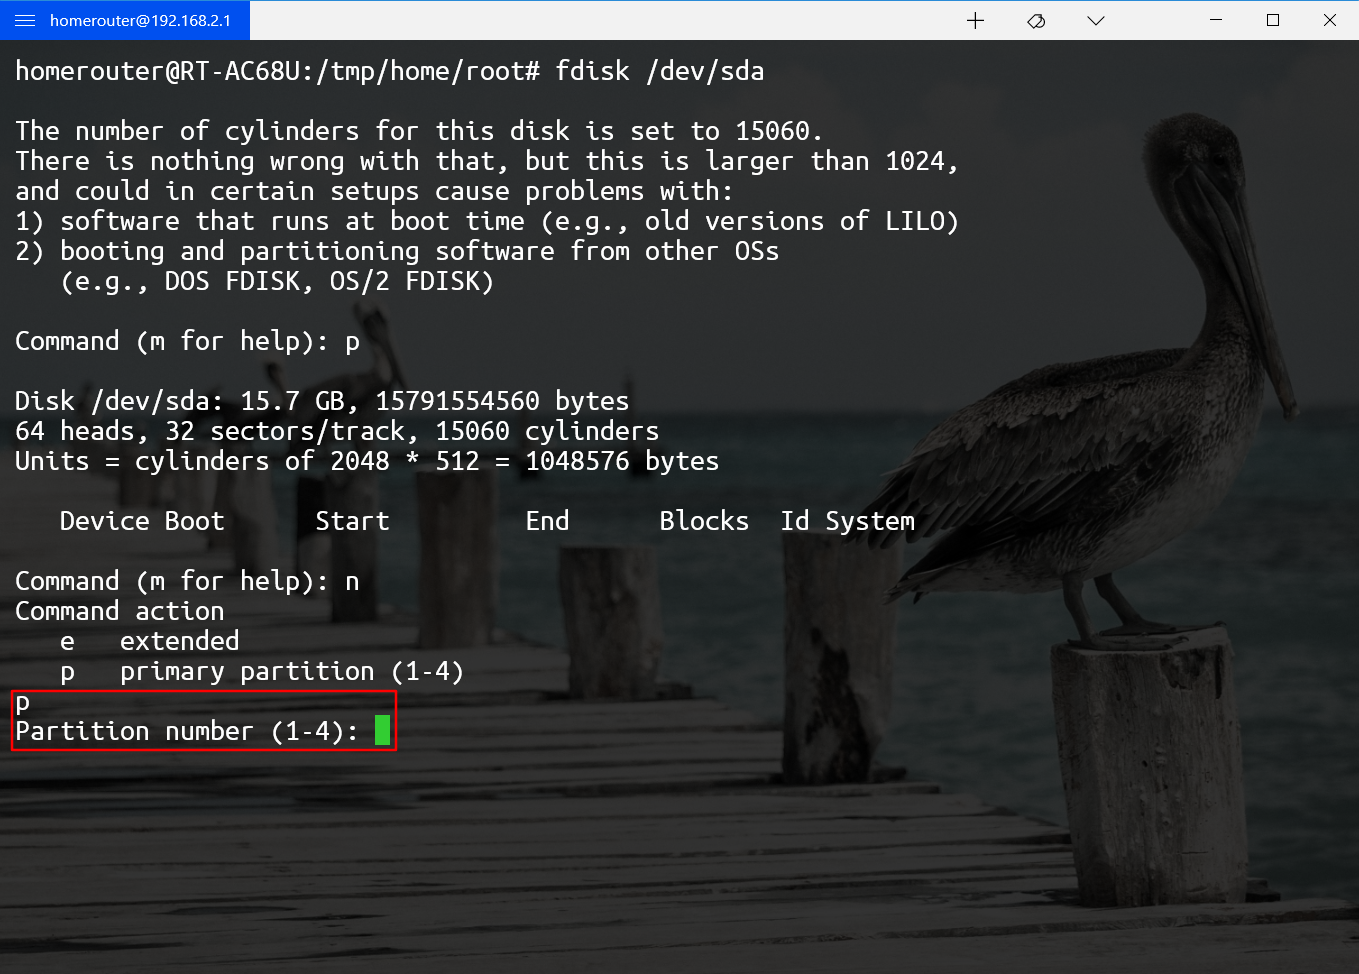 homerouter@192.168.2.1
homerouter@RT-AC68U:/tmp/home/root# fdisk /dev/sda
The number of cylinders for this disk is set to 15060.
There is nothing wrong with that, but this is larger than 1024,
and could in certain setups cause problems with:
1) software that runs at boot time (e.g., old versions of LILO)
2) booting and partitioning software from other OSs
   (e.g., DOS FDISK, OS/2 FDISK)
Command (m for help): p
Disk /dev/sda: 15.7 GB, 15791554560 bytes
64 heads, 32 sectors/track, 15060 cylinders
Units = cylinders of 2048 * 512 = 1048576 bytes
   Device Boot      Start         End      Blocks  Id System
Command (m for help): n
Command action
   e   extended
   p   primary partition (1-4)
p
Partition number (1-4):